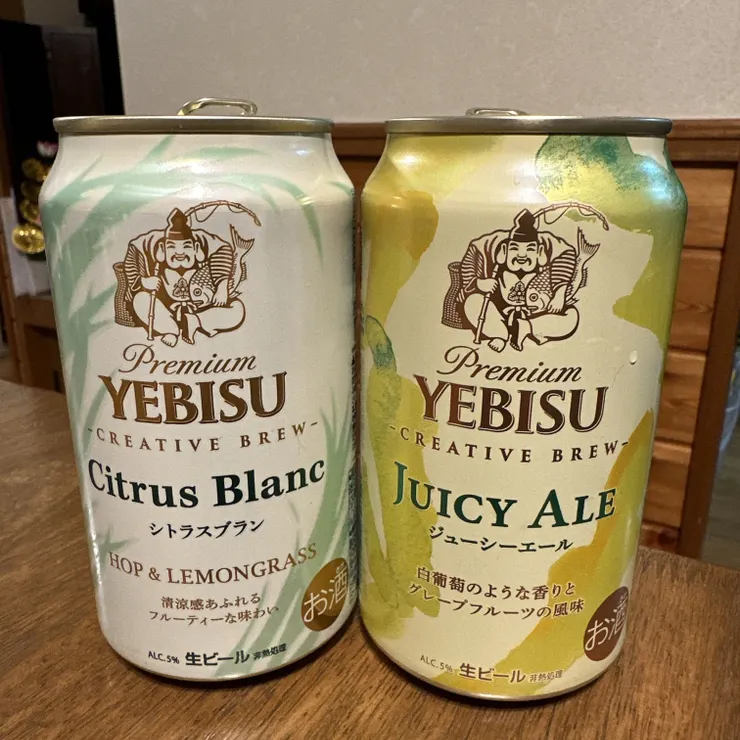 Premium
YEBISU
-CREATIVE BREW-
Citrus Blanc
シトラスブラン
HOP & LEMONGRASS
清涼感あふれる
フルーティーな味わい
お酒
ALC.5% 生ビール 非熱処理
Premium
YEBISU
-CREATIVE BREW-
JUICY ALE
ジューシーエール
白葡萄のような香りと
グレープフルーツの風味
お酒
ALC.5% 生ビール 非熱処理